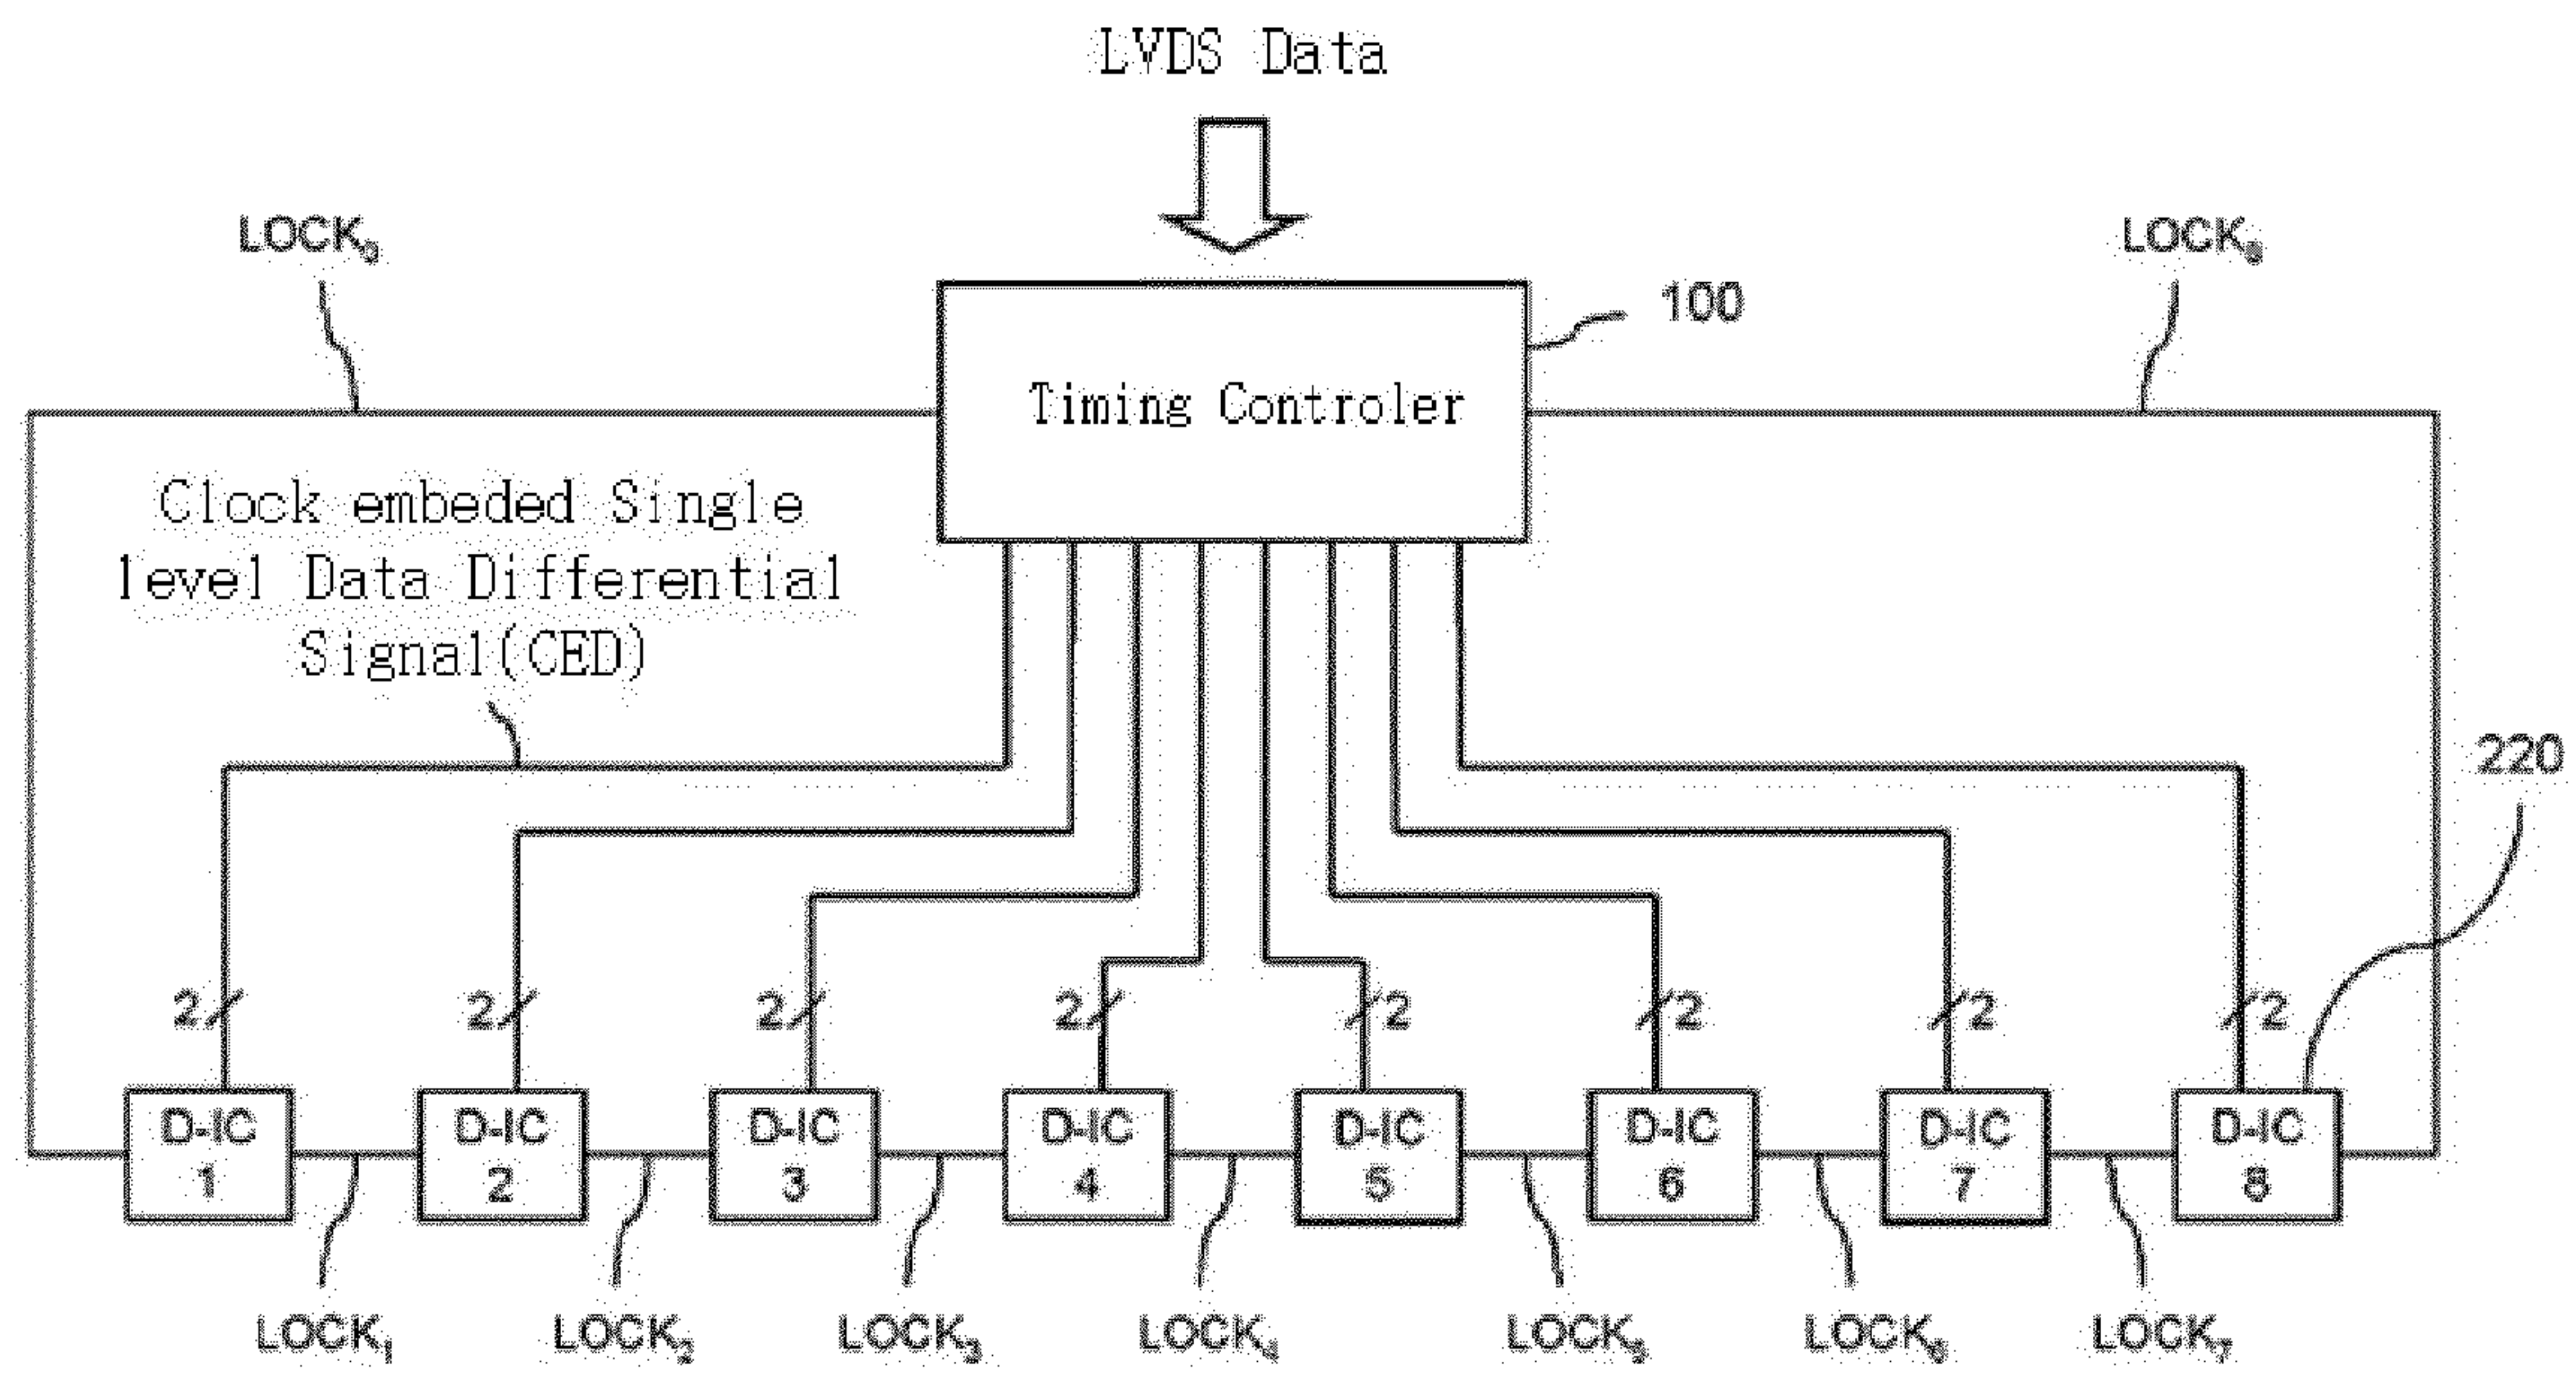 LVDS Data
LOCK₀
LOCK₈
100
Timing Controler
Clock embeded Single
level Data Differential
Signal(CED)
220
2 2 2 2 2 2 2 2
D-IC
1
D-IC
2
D-IC
3
D-IC
4
D-IC
5
D-IC
6
D-IC
7
D-IC
8
LOCK₁
LOCK₂
LOCK₃
LOCK₄
LOCK₅
LOCK₆
LOCK₇